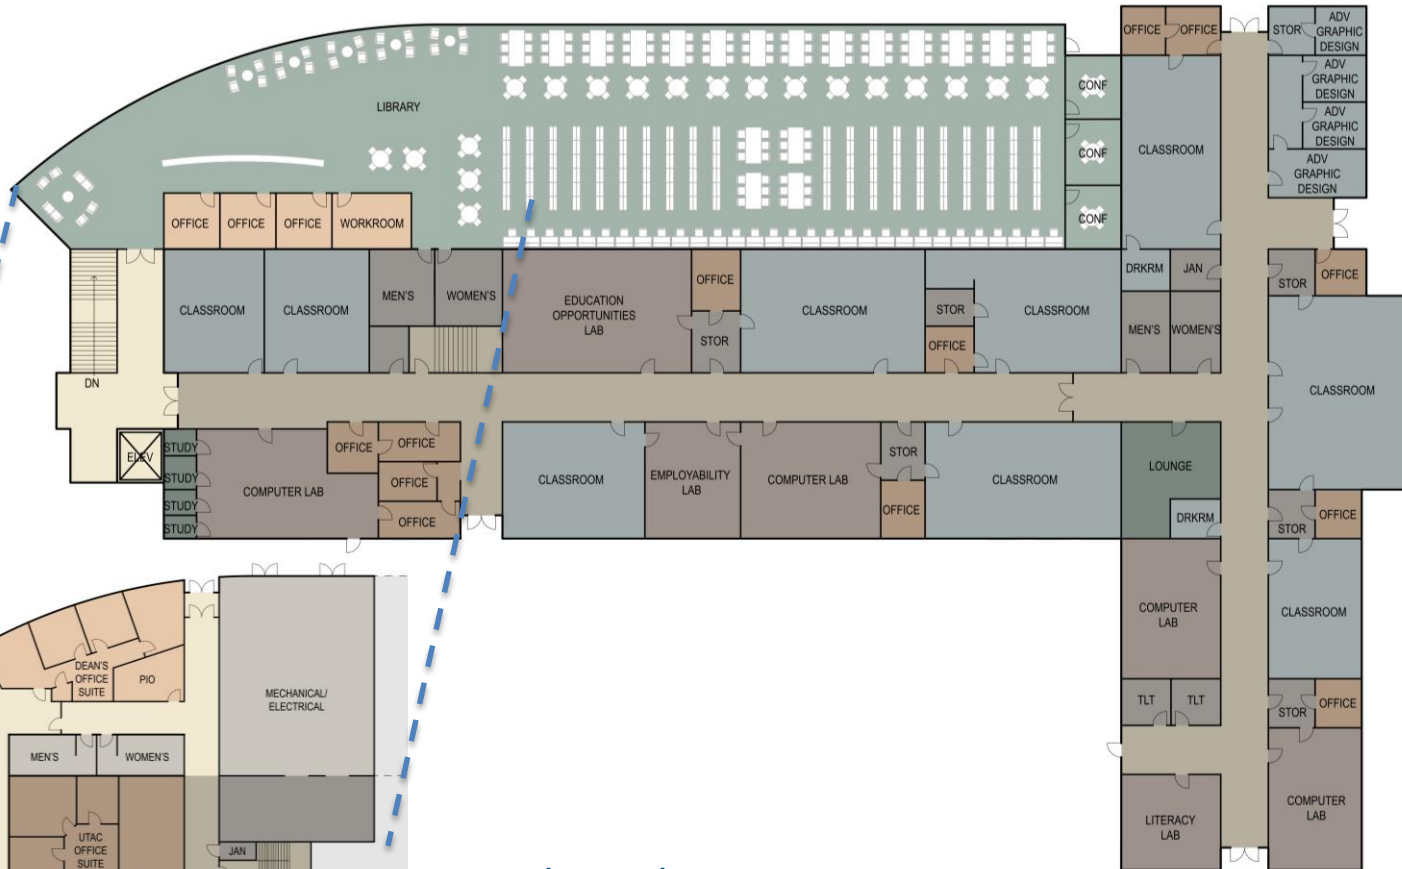 OFFICE
OFFICE
STOR
ADV
GRAPHIC
DESIGN
ADV
GRAPHIC
DESIGN
ADV
GRAPHIC
DESIGN
ADV
GRAPHIC
DESIGN
LIBRARY
CONF
CONF
CONF
CLASSROOM
OFFICE
OFFICE
OFFICE
WORKROOM
CLASSROOM
CLASSROOM
MEN'S
WOMEN'S
EDUCATION
OPPORTUNITIES
LAB
OFFICE
STOR
CLASSROOM
STOR
OFFICE
CLASSROOM
DRKRM
JAN
MEN'S
WOMEN'S
STOR
OFFICE
CLASSROOM
DN
ELEV
STUDY
STUDY
STUDY
STUDY
COMPUTER LAB
OFFICE
OFFICE
OFFICE
OFFICE
CLASSROOM
EMPLOYABILITY
LAB
COMPUTER LAB
STOR
OFFICE
CLASSROOM
LOUNGE
DRKRM
STOR
OFFICE
COMPUTER
LAB
CLASSROOM
TLT
TLT
STOR
OFFICE
LITERACY
LAB
COMPUTER
LAB
DEAN'S
OFFICE
SUITE
PIO
MECHANICAL/
ELECTRICAL
MEN'S
WOMEN'S
UTAC
OFFICE
SUITE
JAN